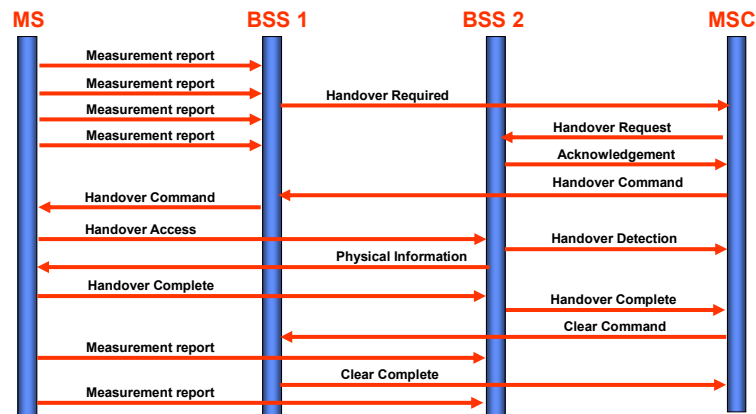 MS BSS 1 BSS 2 MSC
Measurement report
Measurement report
Handover Required
Measurement report
Handover Request
Measurement report
Acknowledgement
Handover Command
Handover Command
Handover Access
Handover Detection
Physical Information
Handover Complete
Handover Complete
Clear Command
Measurement report
Clear Complete
Measurement report